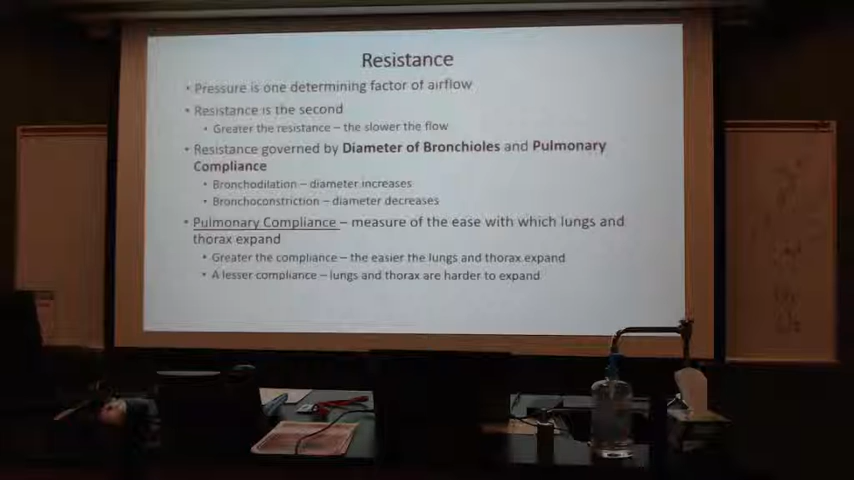 Resistance
• Pressure is one determining factor of airflow
• Resistance is the second
• Greater the resistance – the slower the flow
• Resistance governed by Diameter of Bronchioles and Pulmonary
Compliance
• Bronchodilation – diameter increases
• Bronchoconstriction – diameter decreases
• Pulmonary Compliance – measure of the ease with which lungs and
thorax expand
• Greater the compliance – the easier the lungs and thorax expand
• A lesser compliance – lungs and thorax are harder to expand